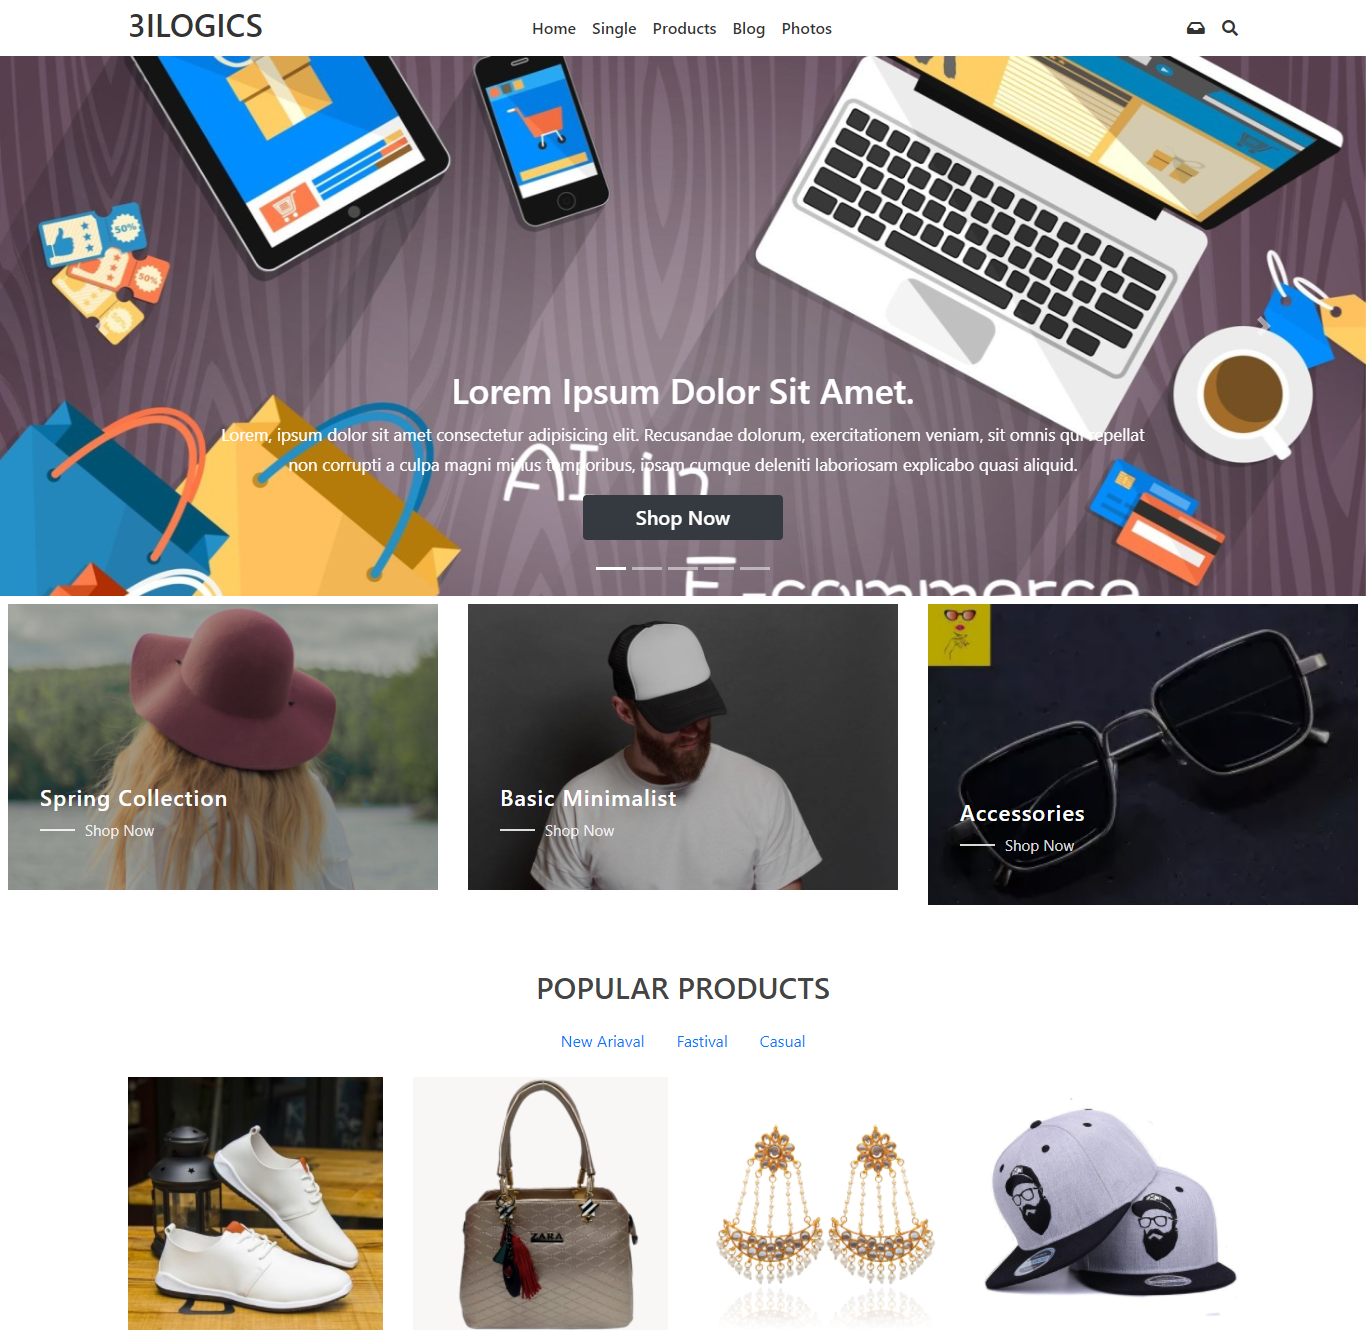 3ILOGICS
Home Single Products Blog Photos
50%
50%
50%
Lorem Ipsum Dolor Sit Amet.
Lorem, ipsum dolor sit amet consectetur adipisicing elit. Recusandae dolorum, exercitationem veniam, sit omnis qui repellat
non corrupti a culpa magni minus temporibus, ipsam cumque deleniti laboriosam explicabo quasi aliquid.
AI in
Shop Now
E-commerce
Spring Collection
Shop Now
Basic Minimalist
Shop Now
Accessories
Shop Now
POPULAR PRODUCTS
New Ariaval Fastival Casual
ZARA